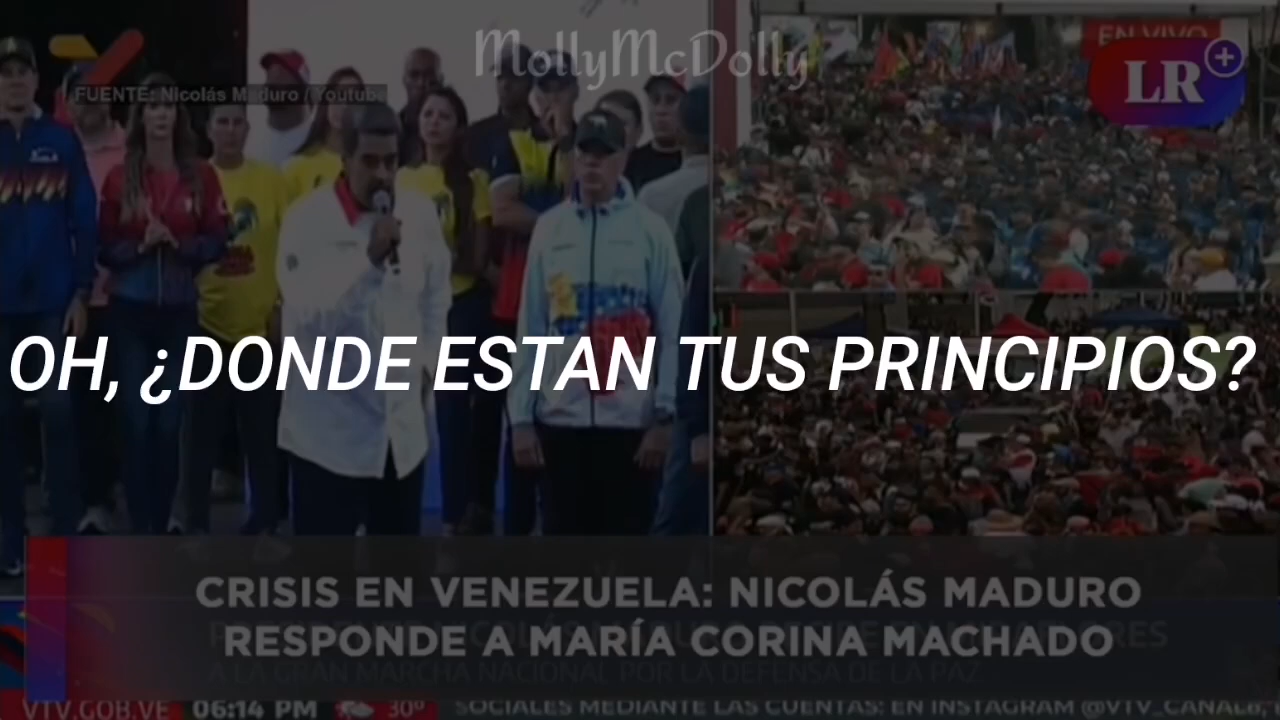 MollyMcDolly
EN VIVO
LR+
FUENTE: Nicolás Maduro / Youtube
OH, ¿DONDE ESTAN TUS PRINCIPIOS?
CRISIS EN VENEZUELA: NICOLÁS MADURO
RESPONDE A MARÍA CORINA MACHADO
A LA GRAN MARCHA NACIONAL POR LA DEFENSA DE LA PAZ
VTV.GOB.VE 06:14 PM 30º SOCIALES MEDIANTE LAS CUENTAS: EN INSTAGRAM @VTV_CANAL8,